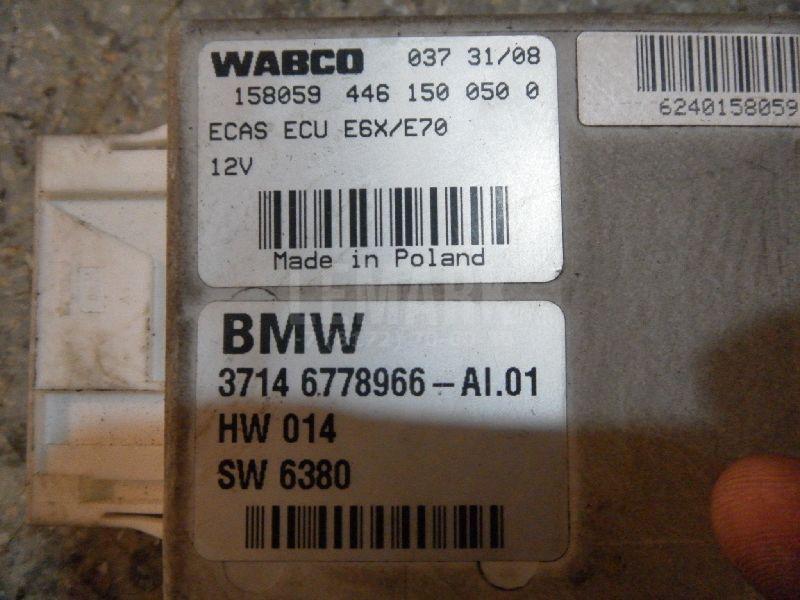 WABCO 037 31/08
158059 446 150 050 0
ECAS ECU E6X/E70
12V
Made in Poland
6240158059
BMW
3714 6778966-AI.01
HW 014
SW 6380